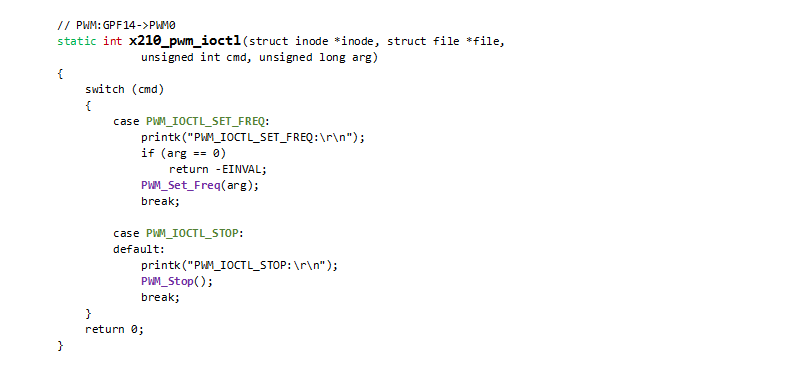 // PWM:GPF14->PWM0
static int x210_pwm_ioctl(struct inode *inode, struct file *file,
unsigned int cmd, unsigned long arg)
{
switch (cmd)
{
case PWM_IOCTL_SET_FREQ:
printk("PWM_IOCTL_SET_FREQ:\r\n");
if (arg == 0)
return -EINVAL;
PWM_Set_Freq(arg);
break;
case PWM_IOCTL_STOP:
default:
printk("PWM_IOCTL_STOP:\r\n");
PWM_Stop();
break;
}
return 0;
}